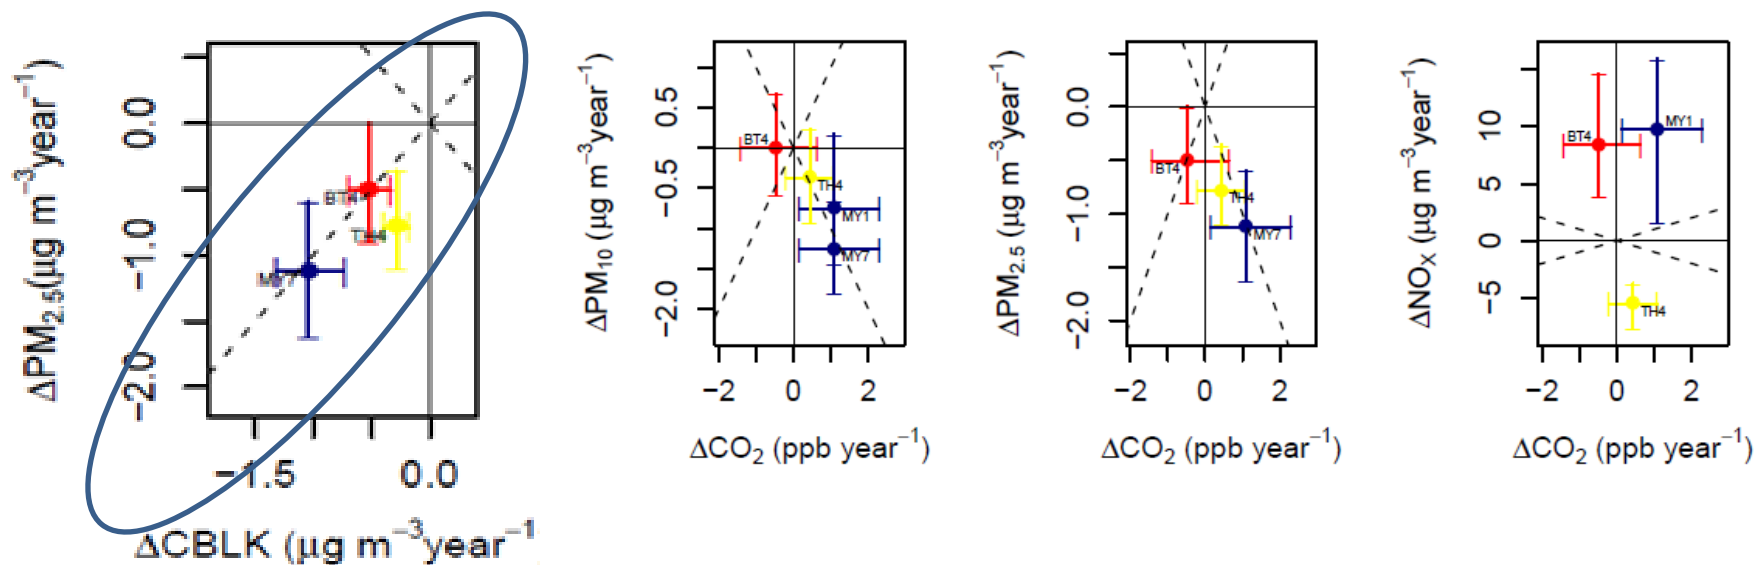 ΔPM2.5(μg m−3year−1)
0.0
−1.0
−2.0
BT4
TH4
MY7
−1.5
0.0
ΔCBLK (μg m−3year−1
ΔPM10 (μg m−3year−1)
0.5
−0.5
−2.0
BT4
TH4
MY1
MY7
−2
0
2
ΔCO2 (ppb year−1)
ΔPM2.5 (μg m−3year−1)
0.0
−1.0
−2.0
BT4
TH4
MY7
−2
0
2
ΔCO2 (ppb year−1)
ΔNOX (μg m−3year−1)
10
5
0
−5
BT4
MY1
TH4
−2
0
2
ΔCO2 (ppb year−1)